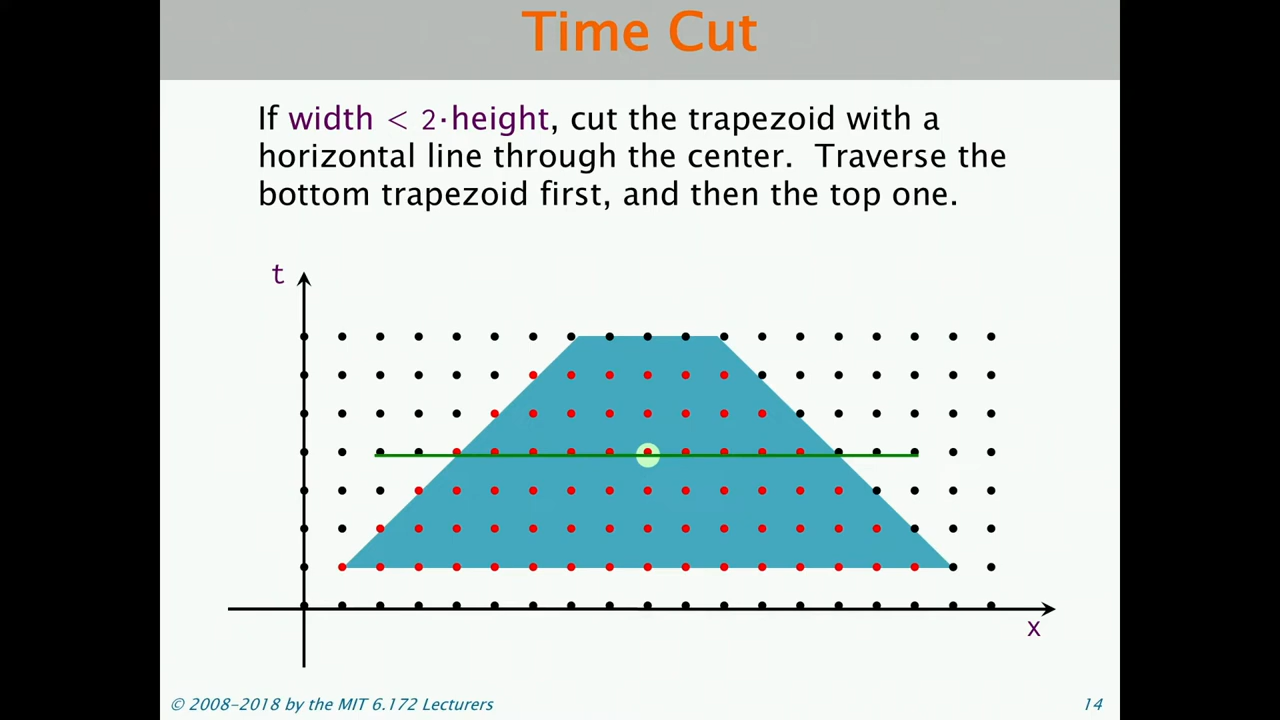 Time Cut
If width < 2·height, cut the trapezoid with a
horizontal line through the center. Traverse the
bottom trapezoid first, and then the top one.
t
x
© 2008–2018 by the MIT 6.172 Lecturers
14